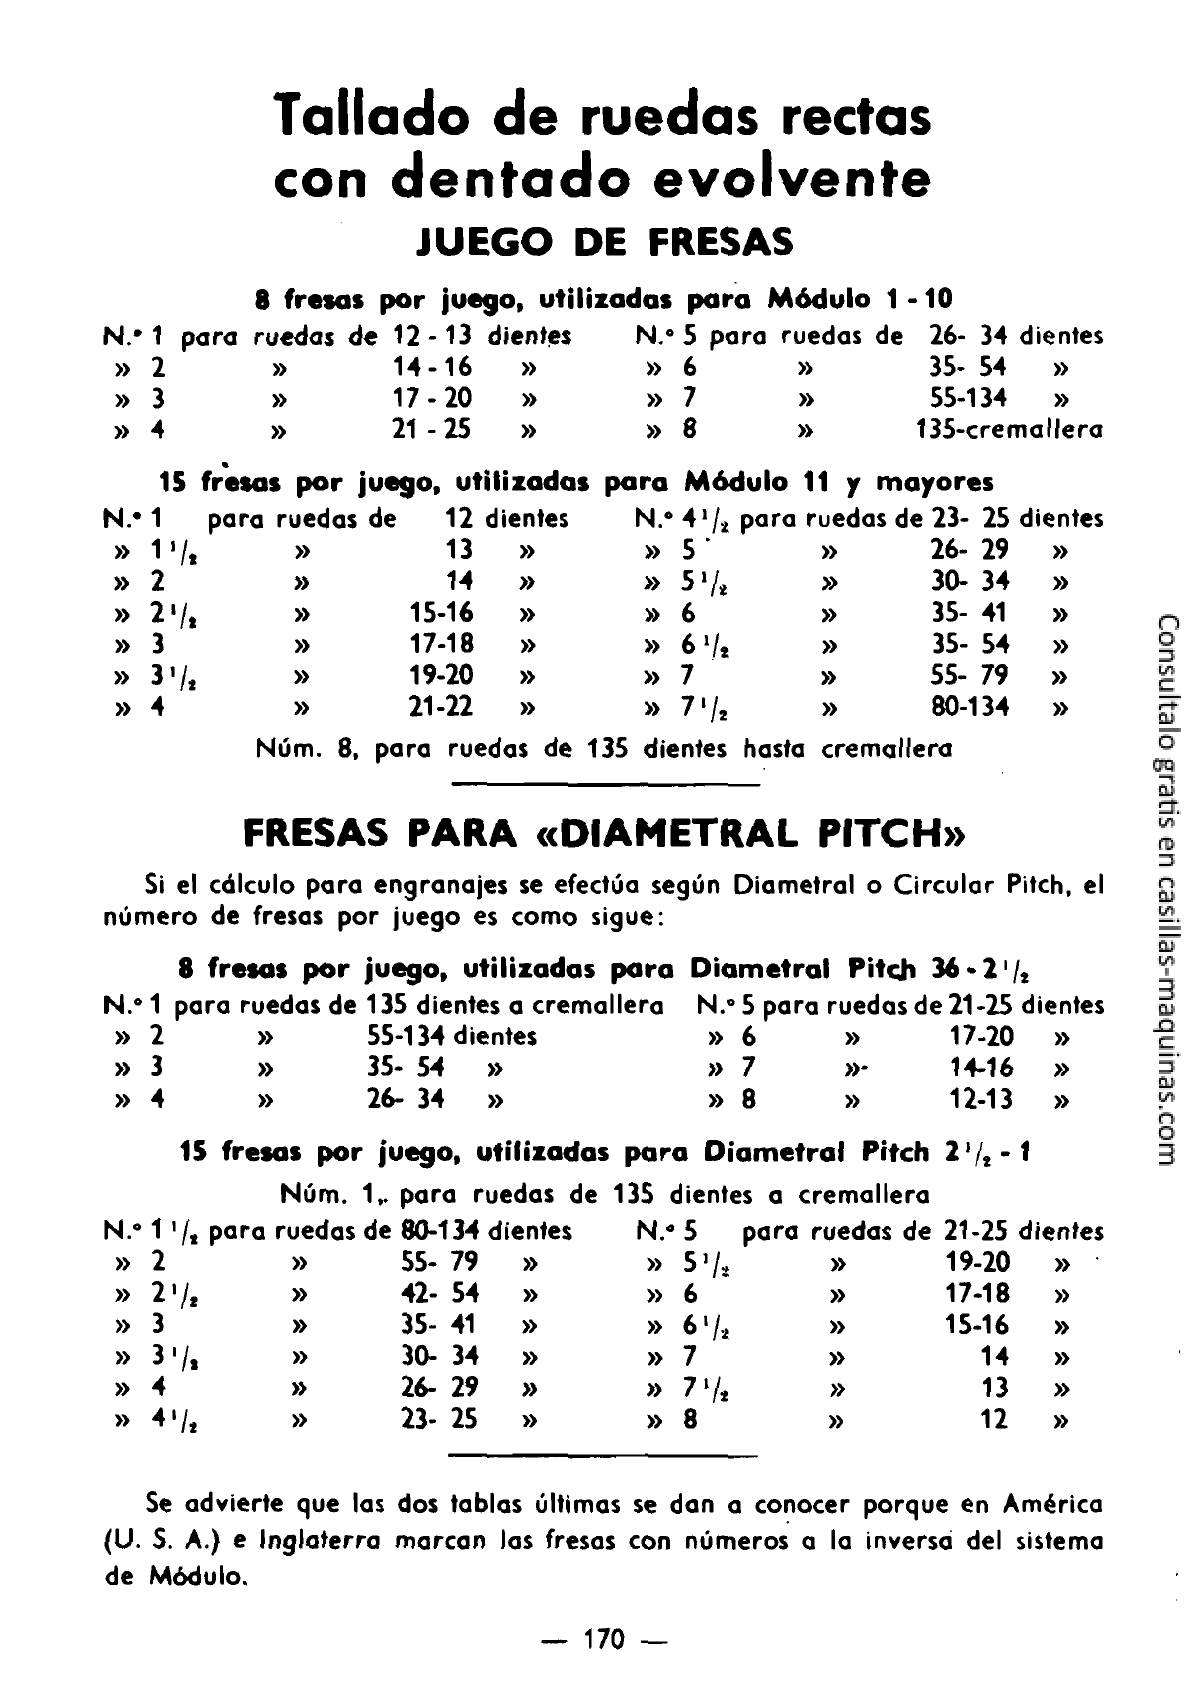 Tallado de ruedas rectas
con dentado evolvente
JUEGO DE FRESAS
8 fresas por juego, utilizadas para Módulo 1 - 10
N.º 1 para ruedas de 12 - 13 dientes N.º 5 para ruedas de 26- 34 dientes
» 2 » 14 - 16 » » 6 » 35- 54 »
» 3 » 17 - 20 » » 7 » 55-134 »
» 4 » 21 - 25 » » 8 » 135-cremallera
15 fresas por juego, utilizadas para Módulo 11 y mayores
N.º 1 para ruedas de 12 dientes N.º 4 1/2 para ruedas de 23- 25 dientes
» 1 1/2 » 13 » » 5 » 26- 29 »
» 2 » 14 » » 5 1/2 » 30- 34 »
» 2 1/2 » 15-16 » » 6 » 35- 41 »
» 3 » 17-18 » » 6 1/2 » 35- 54 »
» 3 1/2 » 19-20 » » 7 » 55- 79 »
» 4 » 21-22 » » 7 1/2 » 80-134 »
Núm. 8, para ruedas de 135 dientes hasta cremallera
FRESAS PARA «DIAMETRAL PITCH»
Si el cálculo para engranajes se efectúa según Diametral o Circular Pitch, el
número de fresas por juego es como sigue:
8 fresas por juego, utilizadas para Diametral Pitch 36 - 2 1/2
N.º 1 para ruedas de 135 dientes a cremallera N.º 5 para ruedas de 21-25 dientes
» 2 » 55-134 dientes » 6 » 17-20 »
» 3 » 35- 54 » » 7 » 14-16 »
» 4 » 26- 34 » » 8 » 12-13 »
15 fresas por juego, utilizadas para Diametral Pitch 2 1/2 - 1
Núm. 1, para ruedas de 135 dientes a cremallera
N.º 1 1/2 para ruedas de 80-134 dientes N.º 5 para ruedas de 21-25 dientes
» 2 » 55- 79 » » 5 1/2 » 19-20 »
» 2 1/2 » 42- 54 » » 6 » 17-18 »
» 3 » 35- 41 » » 6 1/2 » 15-16 »
» 3 1/2 » 30- 34 » » 7 » 14 »
» 4 » 26- 29 » » 7 1/2 » 13 »
» 4 1/2 » 23- 25 » » 8 » 12 »
Se advierte que las dos tablas últimas se dan a conocer porque en América
(U. S. A.) e Inglaterra marcan las fresas con números a la inversa del sistema
de Módulo.
— 170 —
Consultalo gratis en casillas-maquinas.com